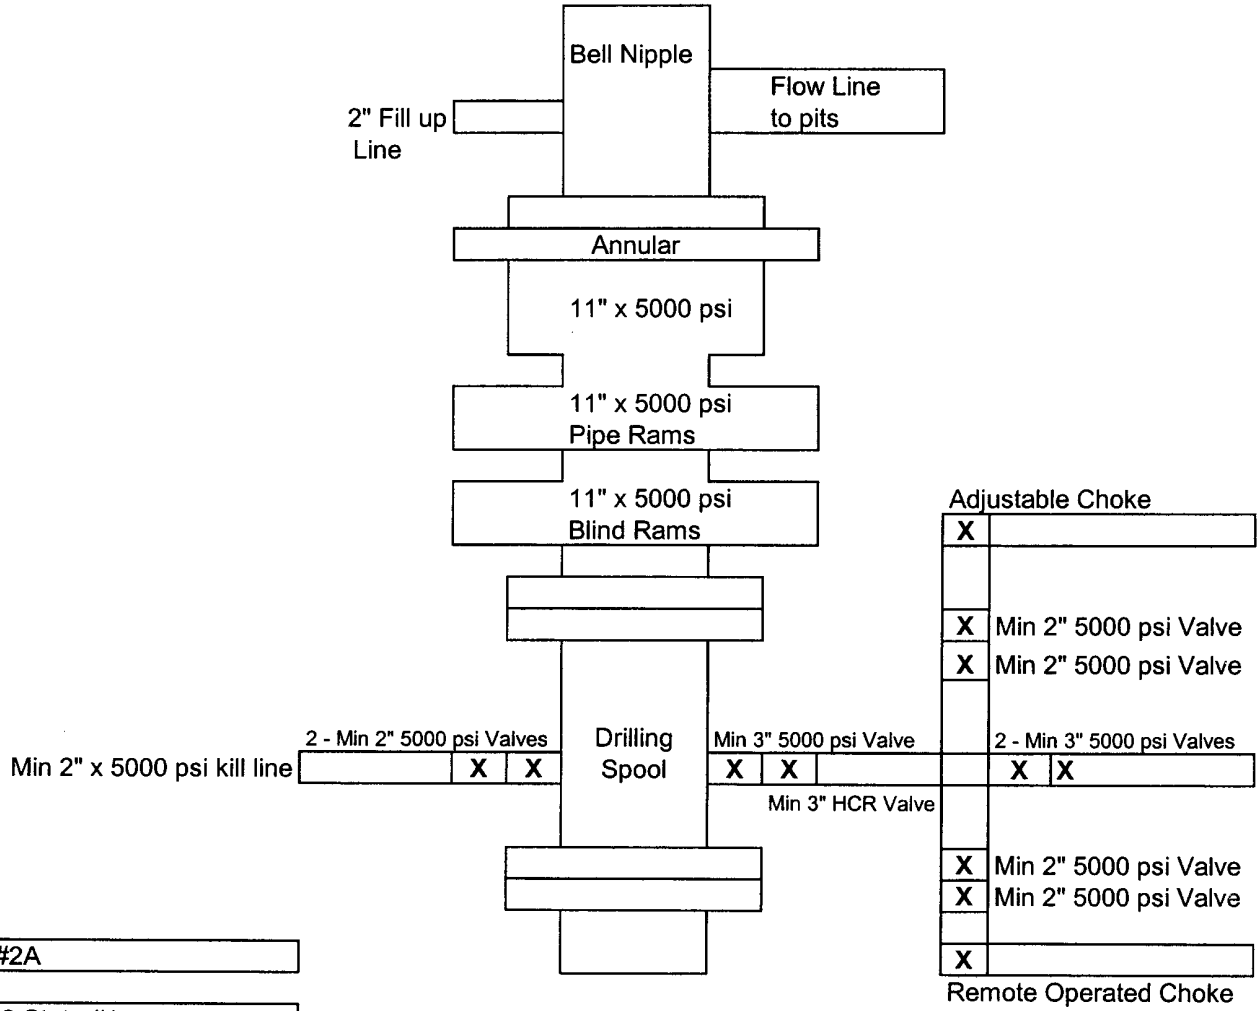 Bell Nipple
Flow Line
to pits
2" Fill up
Line
Annular
11" x 5000 psi
11" x 5000 psi
Pipe Rams
11" x 5000 psi
Blind Rams
Adjustable Choke
X
X Min 2" 5000 psi Valve
X Min 2" 5000 psi Valve
2 - Min 2" 5000 psi Valves
Drilling
Spool
Min 3" 5000 psi Valve
2 - Min 3" 5000 psi Valves
Min 2" x 5000 psi kill line
X X
X X
X X
Min 3" HCR Valve
X Min 2" 5000 psi Valve
X Min 2" 5000 psi Valve
X
Remote Operated Choke
#2A